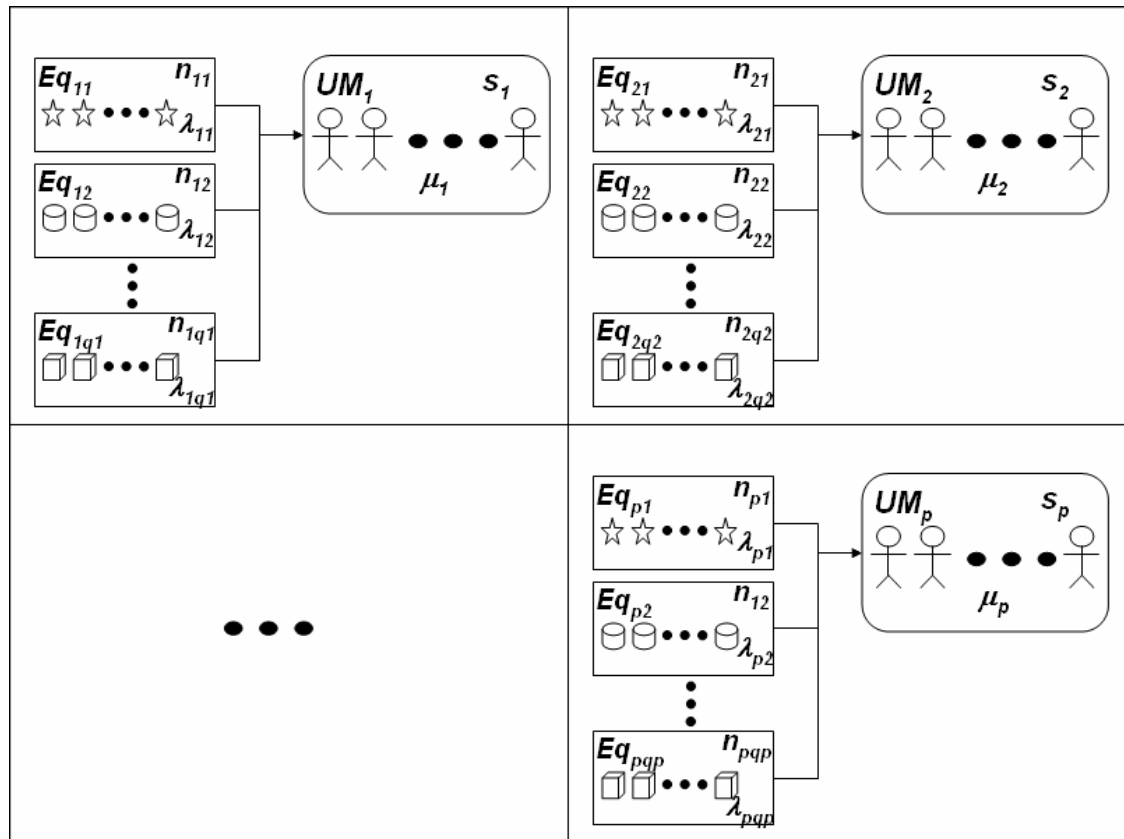 Eq11 n11
λ11
Eq12 n12
λ12
Eq1q1 n1q1
λ1q1
UM1 s1
μ1
Eq21 n21
λ21
Eq22 n22
λ22
Eq2q2 n2q2
λ2q2
UM2 s2
μ2
Eqp1 np1
λp1
Eqp2 n12
λp2
Eqpqp npqp
λpqp
UMp sp
μp